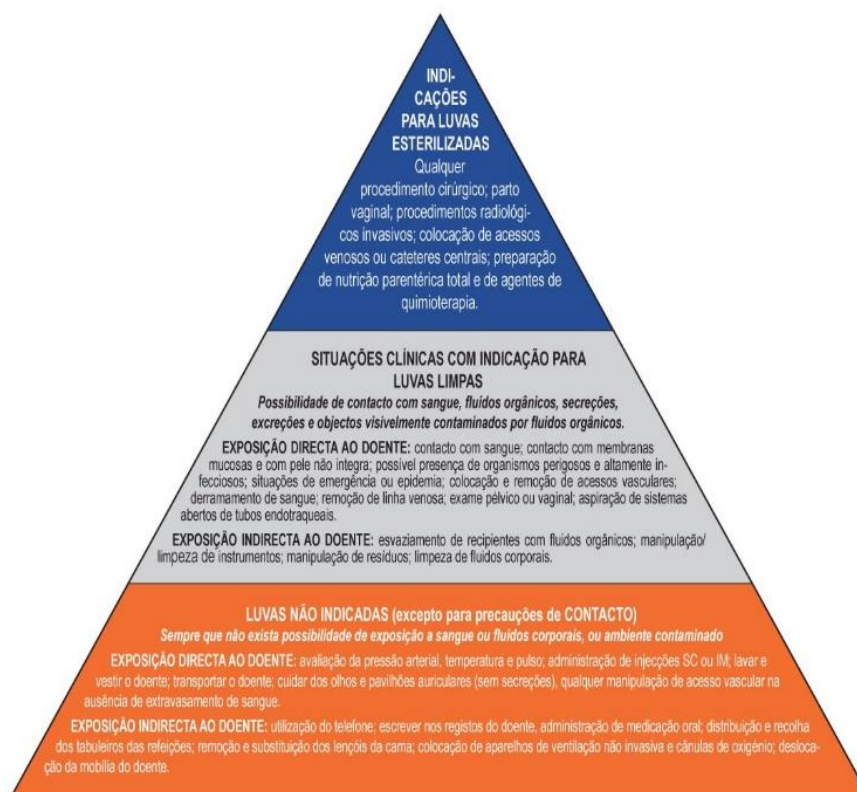 INDI-
CAÇÕES
PARA LUVAS
ESTERILIZADAS
Qualquer
procedimento cirúrgico; parto
vaginal; procedimentos radiológi-
cos invasivos; colocação de acessos
venosos ou cateteres centrais; preparação
de nutrição parentérica total e de agentes de
quimioterapia.
SITUAÇÕES CLÍNICAS COM INDICAÇÃO PARA
LUVAS LIMPAS
Possibilidade de contacto com sangue, fluidos orgânicos, secreções,
excreções e objectos visivelmente contaminados por fluidos orgânicos.
EXPOSIÇÃO DIRECTA AO DOENTE: contacto com sangue; contacto com membranas
mucosas e com pele não integra; possível presença de organismos perigosos e altamente in-
fecciosos; situações de emergência ou epidemia; colocação e remoção de acessos vasculares;
derramamento de sangue; remoção de linha venosa; exame pélvico ou vaginal; aspiração de sistemas
abertos de tubos endotraqueais.
EXPOSIÇÃO INDIRECTA AO DOENTE: esvaziamento de recipientes com fluidos orgânicos; manipulação/
limpeza de instrumentos; manipulação de resíduos; limpeza de fluidos corporais.
LUVAS NÃO INDICADAS (excepto para precauções de CONTACTO)
Sempre que não exista possibilidade de exposição a sangue ou fluidos corporais, ou ambiente contaminado
EXPOSIÇÃO DIRECTA AO DOENTE: avaliação da pressão arterial, temperatura e pulso; administração de injecções SC ou IM; lavar e
vestir o doente; transportar o doente; cuidar dos olhos e pavilhões auriculares (sem secreções), qualquer manipulação de acesso vascular na
ausência de extravasamento de sangue.
EXPOSIÇÃO INDIRECTA AO DOENTE: utilização do telefone; escrever nos registos do doente, administração de medicação oral; distribuição e recolha
dos tabuleiros das refeições; remoção e substituição dos lençóis da cama; colocação de aparelhos de ventilação não invasiva e cânulas de oxigénio; desloca-
ção da mobília do doente.